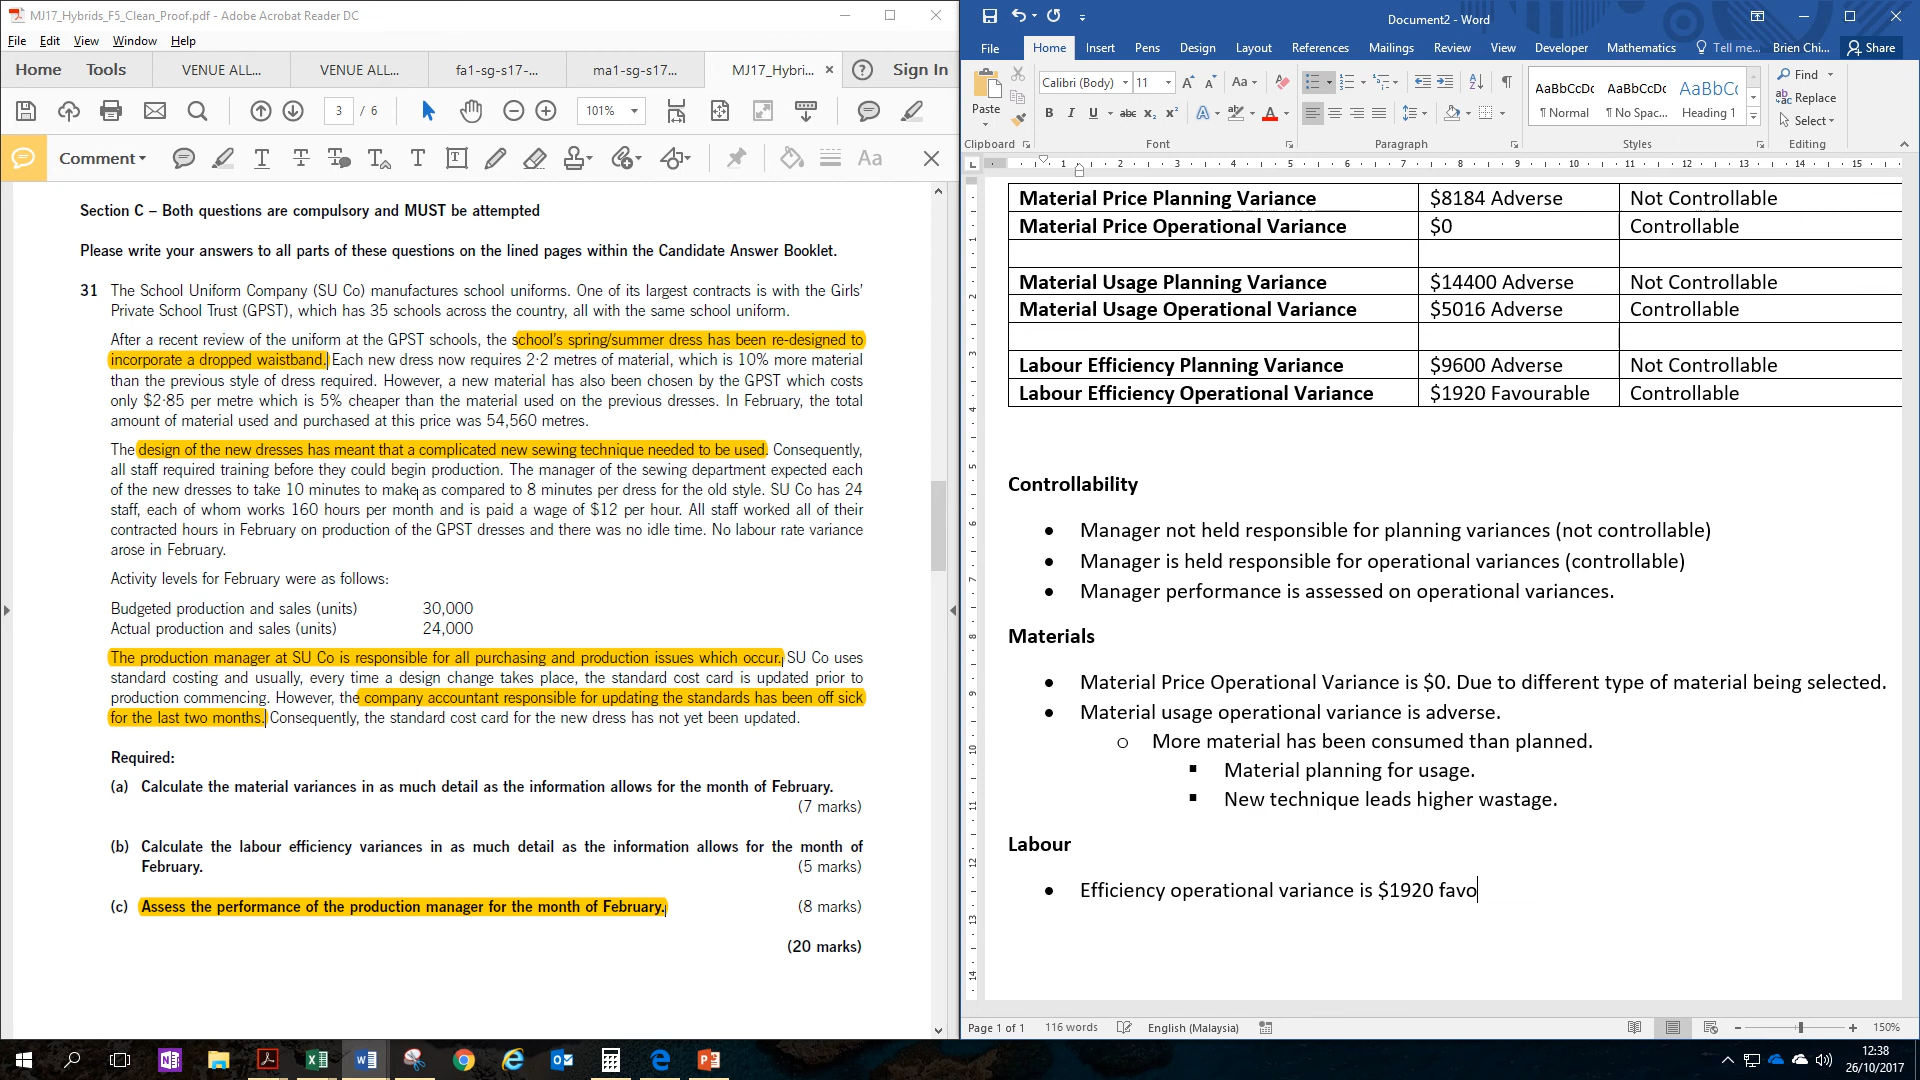 MJ17_Hybrids_F5_Clean_Proof.pdf - Adobe Acrobat Reader DC
File Edit View Window Help
Home Tools VENUE ALL... VENUE ALL... fa1-sg-s17-... ma1-sg-s17... MJ17_Hybri... × ? Sign In
3 / 6 101%
Comment
Section C – Both questions are compulsory and MUST be attempted
Please write your answers to all parts of these questions on the lined pages within the Candidate Answer Booklet.
31 The School Uniform Company (SU Co) manufactures school uniforms. One of its largest contracts is with the Girls'
Private School Trust (GPST), which has 35 schools across the country, all with the same school uniform.
After a recent review of the uniform at the GPST schools, the school's spring/summer dress has been re-designed to
incorporate a dropped waistband. Each new dress now requires 2·2 metres of material, which is 10% more material
than the previous style of dress required. However, a new material has also been chosen by the GPST which costs
only $2·85 per metre which is 5% cheaper than the material used on the previous dresses. In February, the total
amount of material used and purchased at this price was 54,560 metres.
The design of the new dresses has meant that a complicated new sewing technique needed to be used. Consequently,
all staff required training before they could begin production. The manager of the sewing department expected each
of the new dresses to take 10 minutes to make as compared to 8 minutes per dress for the old style. SU Co has 24
staff, each of whom works 160 hours per month and is paid a wage of $12 per hour. All staff worked all of their
contracted hours in February on production of the GPST dresses and there was no idle time. No labour rate variance
arose in February.
Activity levels for February were as follows:
Budgeted production and sales (units) 30,000
Actual production and sales (units) 24,000
The production manager at SU Co is responsible for all purchasing and production issues which occur. SU Co uses
standard costing and usually, every time a design change takes place, the standard cost card is updated prior to
production commencing. However, the company accountant responsible for updating the standards has been off sick
for the last two months. Consequently, the standard cost card for the new dress has not yet been updated.
Required:
(a) Calculate the material variances in as much detail as the information allows for the month of February.
(7 marks)
(b) Calculate the labour efficiency variances in as much detail as the information allows for the month of
February. (5 marks)
(c) Assess the performance of the production manager for the month of February. (8 marks)
(20 marks)
Document2 - Word
File Home Insert Pens Design Layout References Mailings Review View Developer Mathematics Tell me... Brien Chi... Share
Paste
Calibri (Body) 11
AaBbCcDc AaBbCcDc AaBbCc
¶ Normal ¶ No Spac... Heading 1
Find
Replace
Select
Clipboard Font Paragraph Styles Editing
1 2 3 4 5 6 7 8 9 10 11 12 13 14 15
Material Price Planning Variance $8184 Adverse Not Controllable
Material Price Operational Variance $0 Controllable
Material Usage Planning Variance $14400 Adverse Not Controllable
Material Usage Operational Variance $5016 Adverse Controllable
Labour Efficiency Planning Variance $9600 Adverse Not Controllable
Labour Efficiency Operational Variance $1920 Favourable Controllable
Controllability
• Manager not held responsible for planning variances (not controllable)
• Manager is held responsible for operational variances (controllable)
• Manager performance is assessed on operational variances.
Materials
• Material Price Operational Variance is $0. Due to different type of material being selected.
• Material usage operational variance is adverse.
o More material has been consumed than planned.
▪ Material planning for usage.
▪ New technique leads higher wastage.
Labour
• Efficiency operational variance is $1920 favo
Page 1 of 1 116 words English (Malaysia) 150%
12:38
26/10/2017